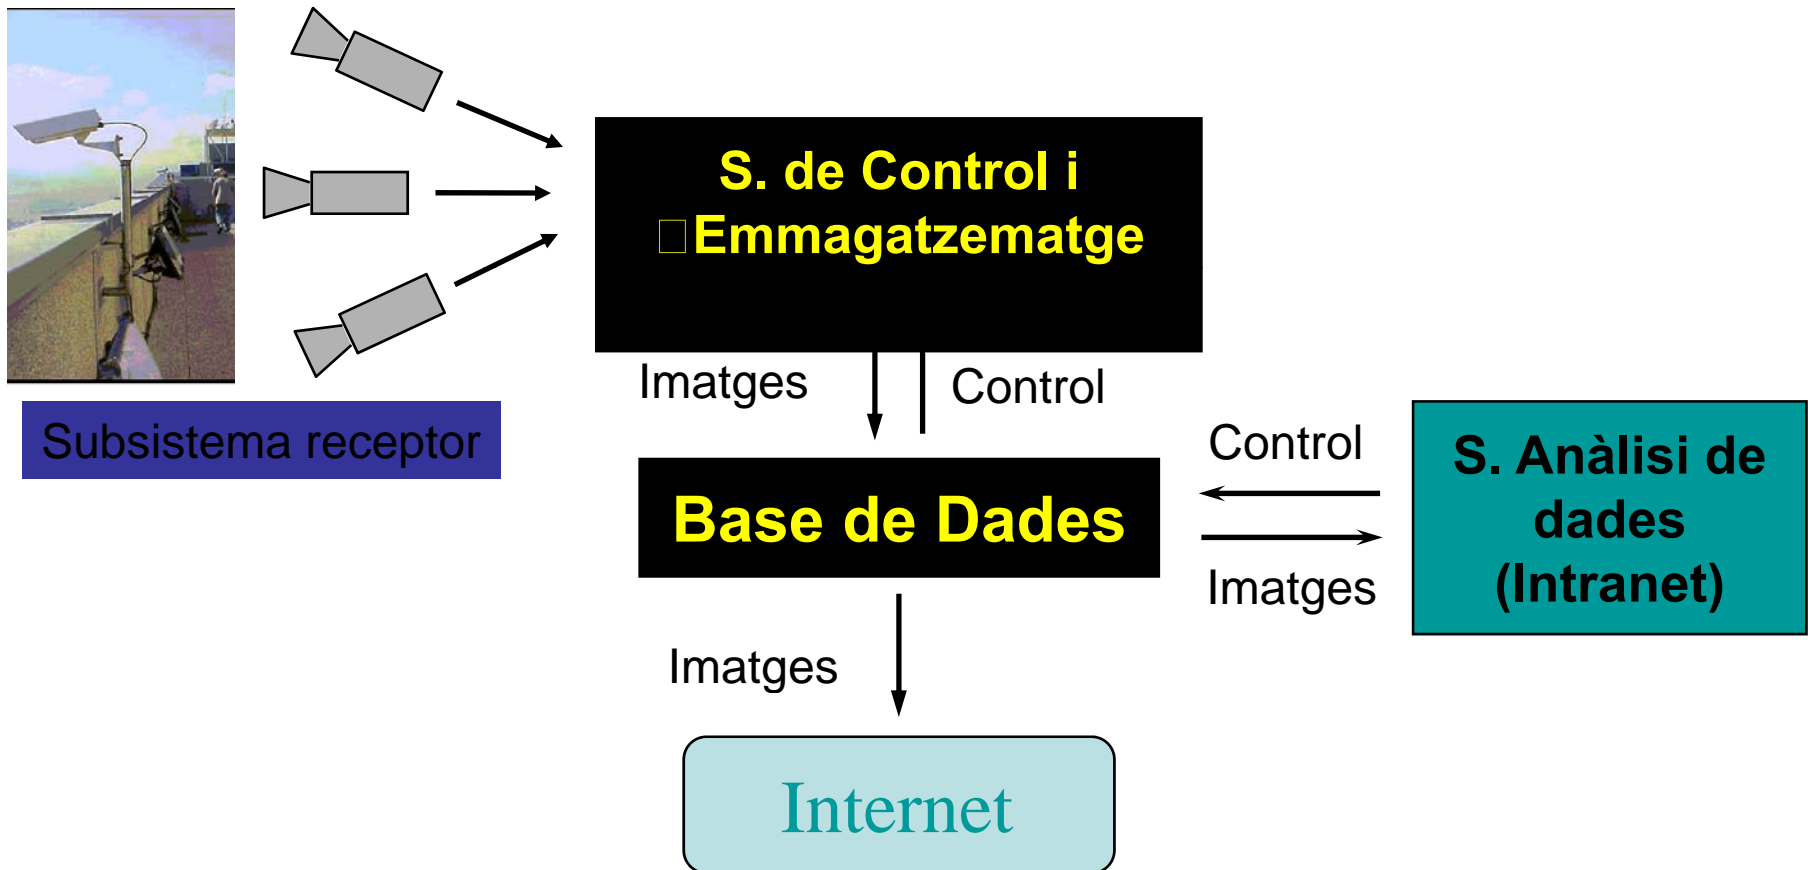 S. de Control i
Emmagatzematge
Imatges
Control
Subsistema receptor
Control
S. Anàlisi de
dades
(Intranet)
Base de Dades
Imatges
Imatges
Internet